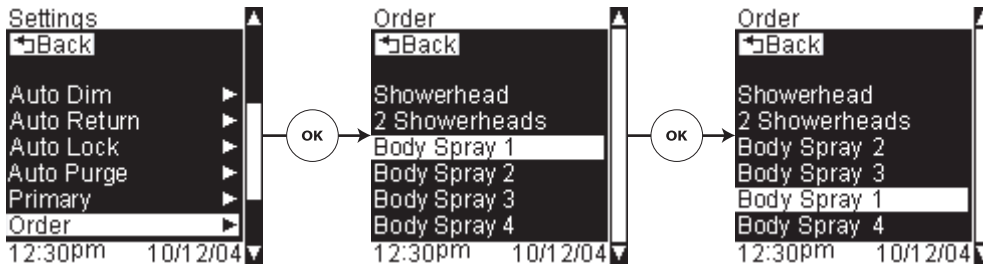 Settings
Back
Auto Dim
Auto Return
Auto Lock
Auto Purge
Primary
Order
12:30pm 10/12/04
OK
Order
Back
Showerhead
2 Showerheads
Body Spray 1
Body Spray 2
Body Spray 3
Body Spray 4
12:30pm 10/12/04
OK
Order
Back
Showerhead
2 Showerheads
Body Spray 2
Body Spray 3
Body Spray 1
Body Spray 4
12:30pm 10/12/04